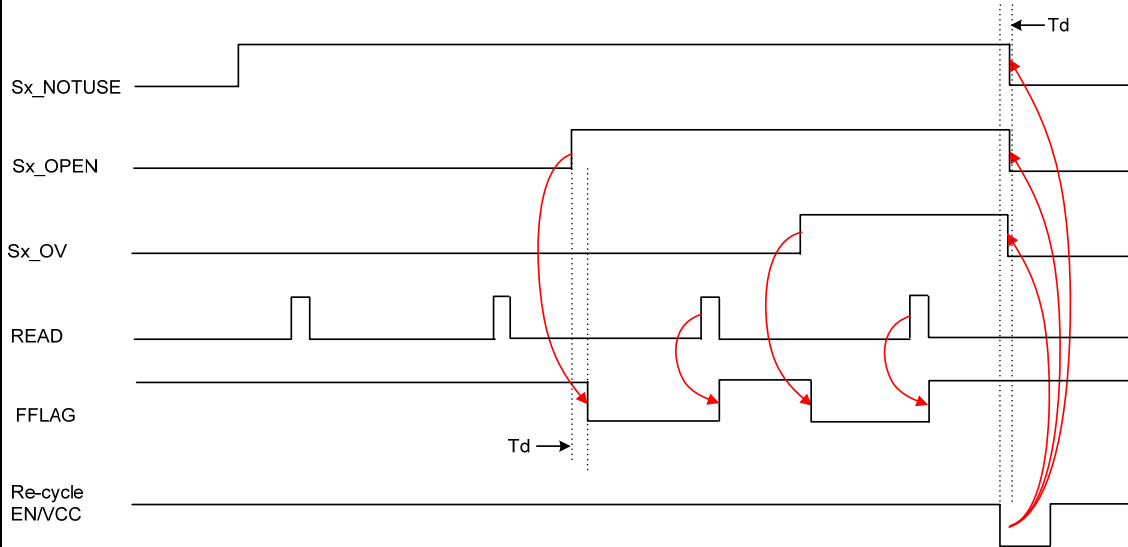 Td
Sx_NOTUSE
Sx_OPEN
Sx_OV
READ
FFLAG
Td
Re-cycle
EN/VCC